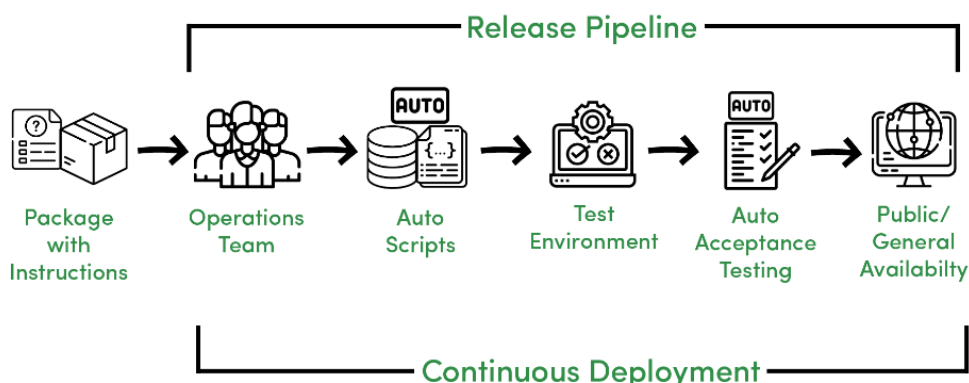 Release Pipeline
AUTO
AUTO
?
{...}
Package
with
Instructions
Operations
Team
Auto
Scripts
Test
Environment
Auto
Acceptance
Testing
Public/
General
Availabilty
Continuous Deployment